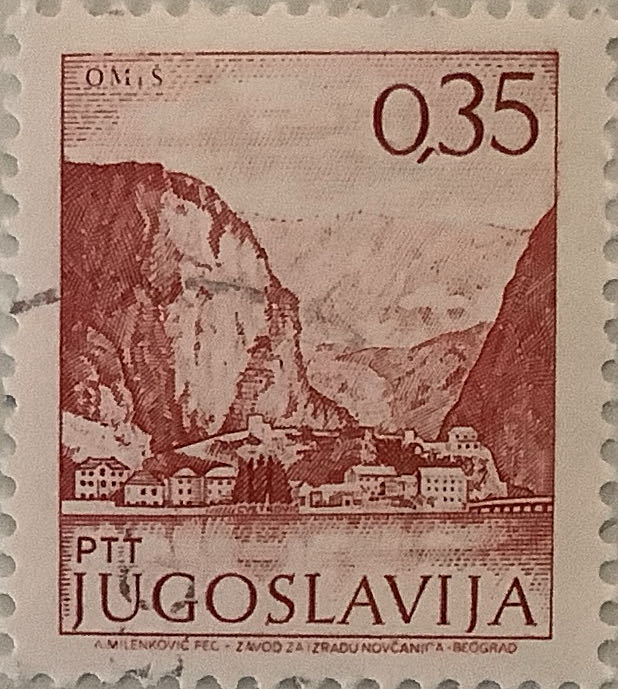 OMIŠ
0,35
PTT
JUGOSLAVIJA
A.MILENKOVIĆ FEC - ZAVOD ZA IZRADU NOVČANICA - BEOGRAD